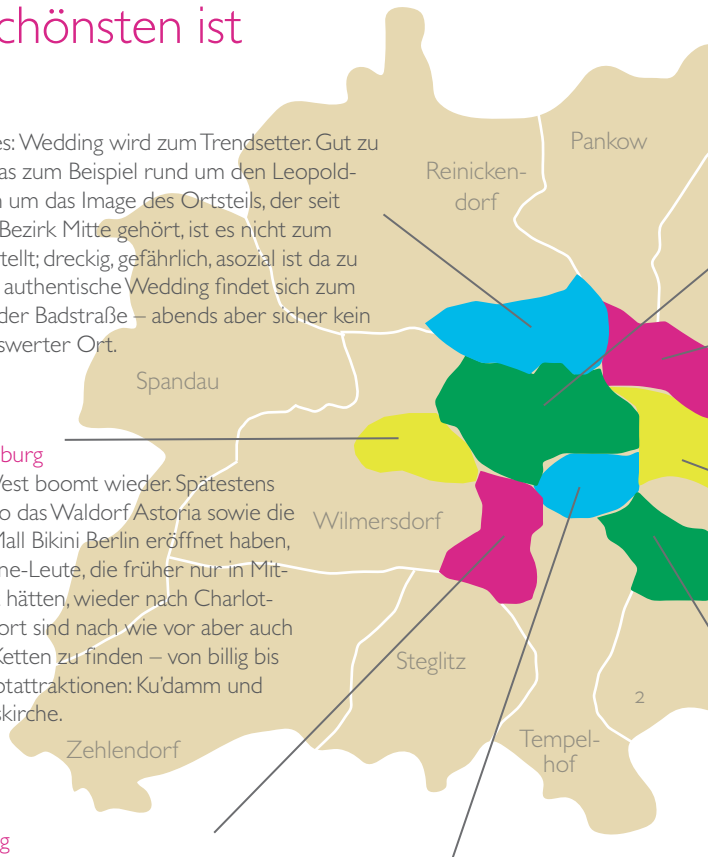 chönsten ist
es: Wedding wird zum Trendsetter. Gut zu
as zum Beispiel rund um den Leopold-
n um das Image des Ortsteils, der seit
Bezirk Mitte gehört, ist es nicht zum
tellt; dreckig, gefährlich, asozial ist da zu
authentische Wedding findet sich zum
der Badstraße – abends aber sicher kein
swerter Ort.
burg
West boomt wieder. Spätestens
o das Waldorf Astoria sowie die
Mall Bikini Berlin eröffnet haben,
ne-Leute, die früher nur in Mit-
hätten, wieder nach Charlot-
ort sind nach wie vor aber auch
Ketten zu finden – von billig bis
ptattraktionen: Ku’damm und
skirche.
g
Pankow
Reinicken-
dorf
Spandau
Wilmersdorf
Steglitz
2
Tempel-
hof
Zehlendorf